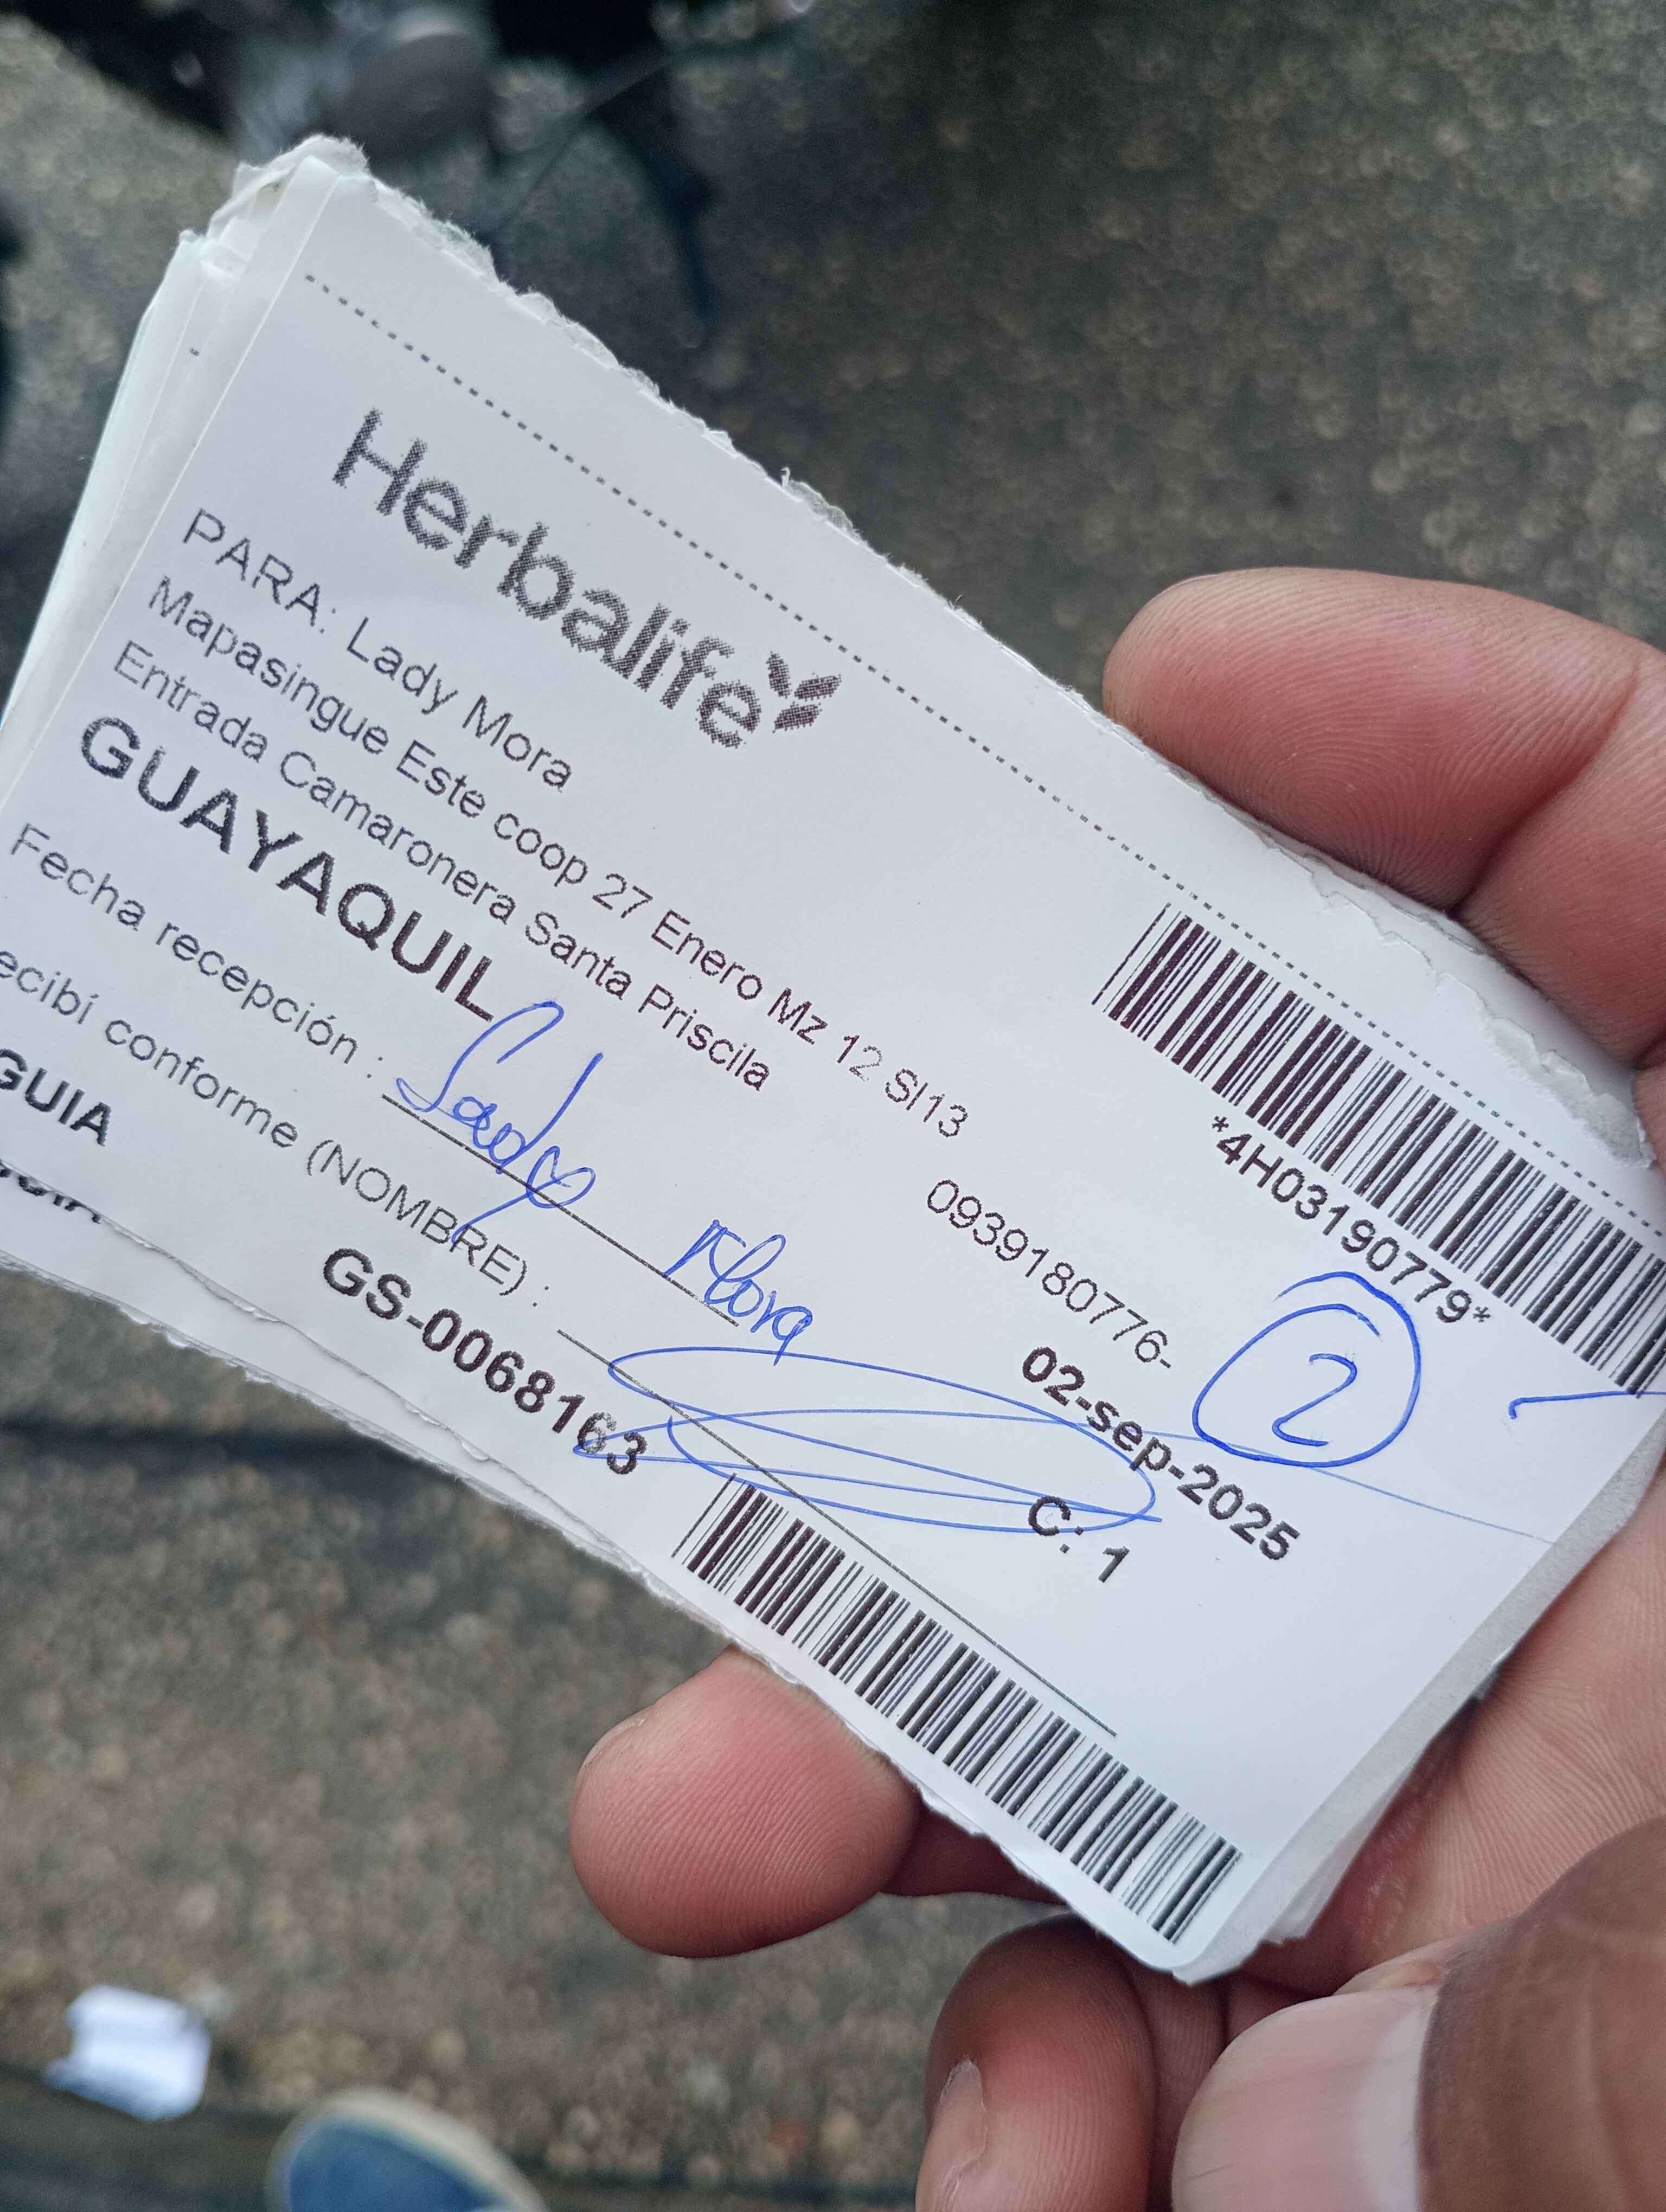 Herbalife
*4H03190779*
PARA: Lady Mora
Mapasingue Este coop 27 Enero Mz 12 Sl13
Entrada Camaronera Santa Priscila
0939180776-
2
GUAYAQUIL
02-sep-2025
Fecha recepción :
Lady Mora
C: 1
ecibí conforme (NOMBRE) :
GUIA
GS-0068163